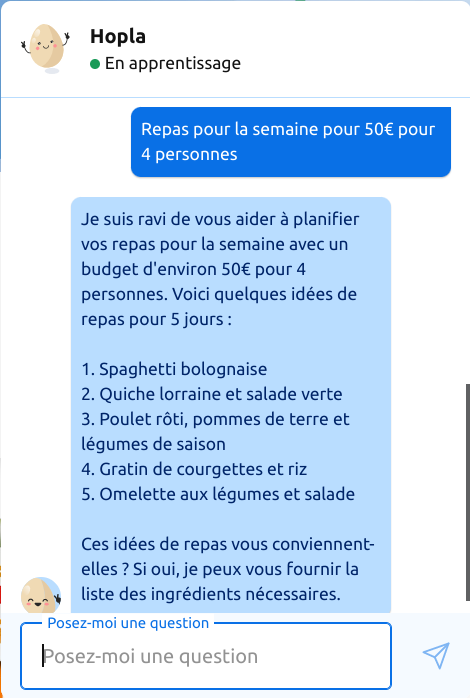 Hopla
En apprentissage
Repas pour la semaine pour 50€ pour
4 personnes
Je suis ravi de vous aider à planifier
vos repas pour la semaine avec un
budget d'environ 50€ pour 4
personnes. Voici quelques idées de
repas pour 5 jours :
1. Spaghetti bolognaise
2. Quiche lorraine et salade verte
3. Poulet rôti, pommes de terre et
légumes de saison
4. Gratin de courgettes et riz
5. Omelette aux légumes et salade
Ces idées de repas vous conviennent-
elles ? Si oui, je peux vous fournir la
liste des ingrédients nécessaires.
Posez-moi une question
Posez-moi une question